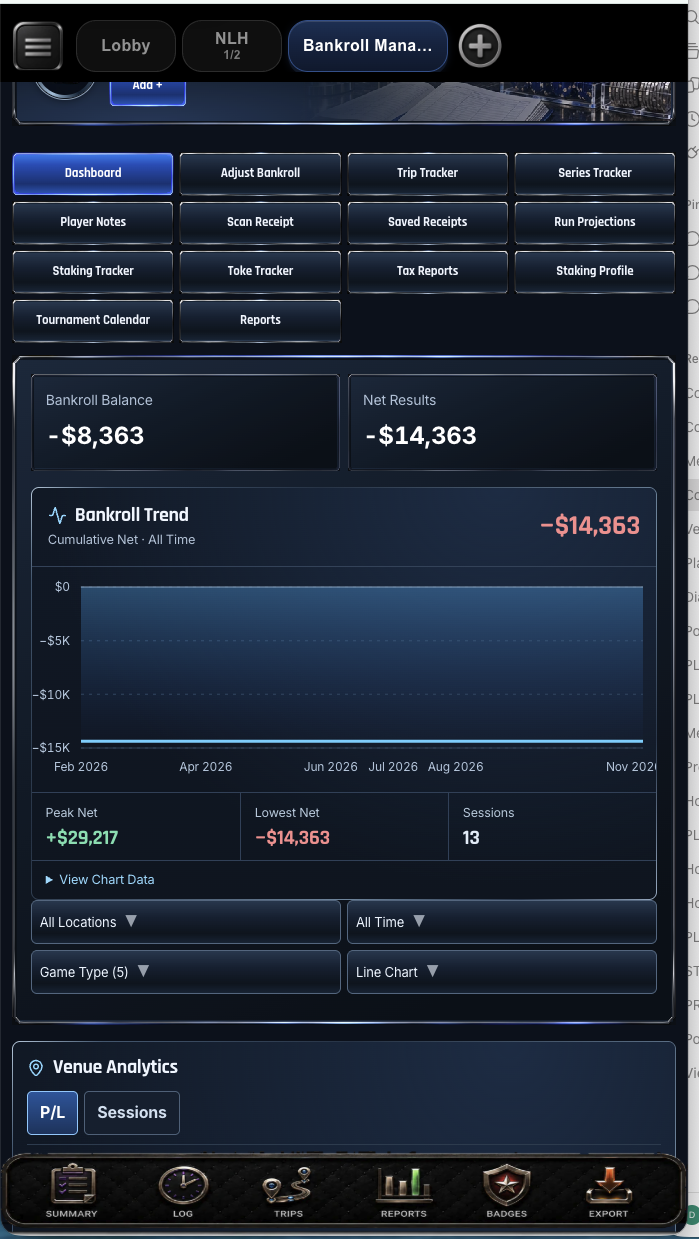 Lobby
NLH
1/2
Bankroll Mana...
Add +
Dashboard
Adjust Bankroll
Trip Tracker
Series Tracker
Player Notes
Scan Receipt
Saved Receipts
Run Projections
Staking Tracker
Toke Tracker
Tax Reports
Staking Profile
Tournament Calendar
Reports
Bankroll Balance
-$8,363
Net Results
-$14,363
Bankroll Trend
Cumulative Net · All Time
−$14,363
$0
−$5K
−$10K
−$15K
Feb 2026 Apr 2026 Jun 2026 Jul 2026 Aug 2026 Nov 2026
Peak Net
+$29,217
Lowest Net
−$14,363
Sessions
13
View Chart Data
All Locations
All Time
Game Type (5)
Line Chart
Venue Analytics
P/L
Sessions
SUMMARY
LOG
TRIPS
REPORTS
BADGES
EXPORT